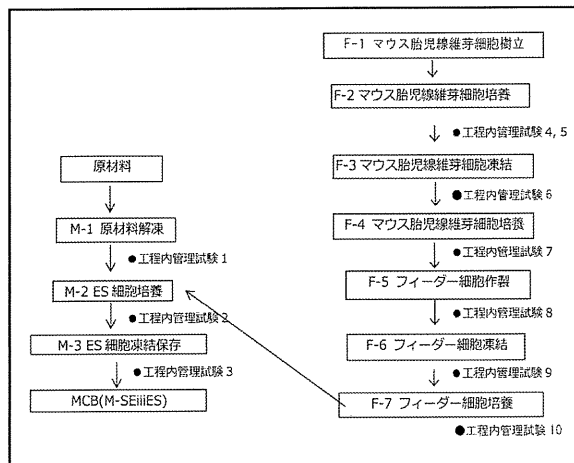 原材料
M-1 原材料解凍
●工程内管理試験 1
M-2 ES 細胞培養
●工程内管理試験 2
M-3 ES 細胞凍結保存
●工程内管理試験 3
MCB(M-SEiiiES)
F-1 マウス胎児線維芽細胞樹立
F-2 マウス胎児線維芽細胞培養
●工程内管理試験 4, 5
F-3 マウス胎児線維芽細胞凍結
●工程内管理試験 6
F-4 マウス胎児線維芽細胞培養
●工程内管理試験 7
F-5 フィーダー細胞作製
●工程内管理試験 8
F-6 フィーダー細胞凍結
●工程内管理試験 9
F-7 フィーダー細胞培養
●工程内管理試験 10